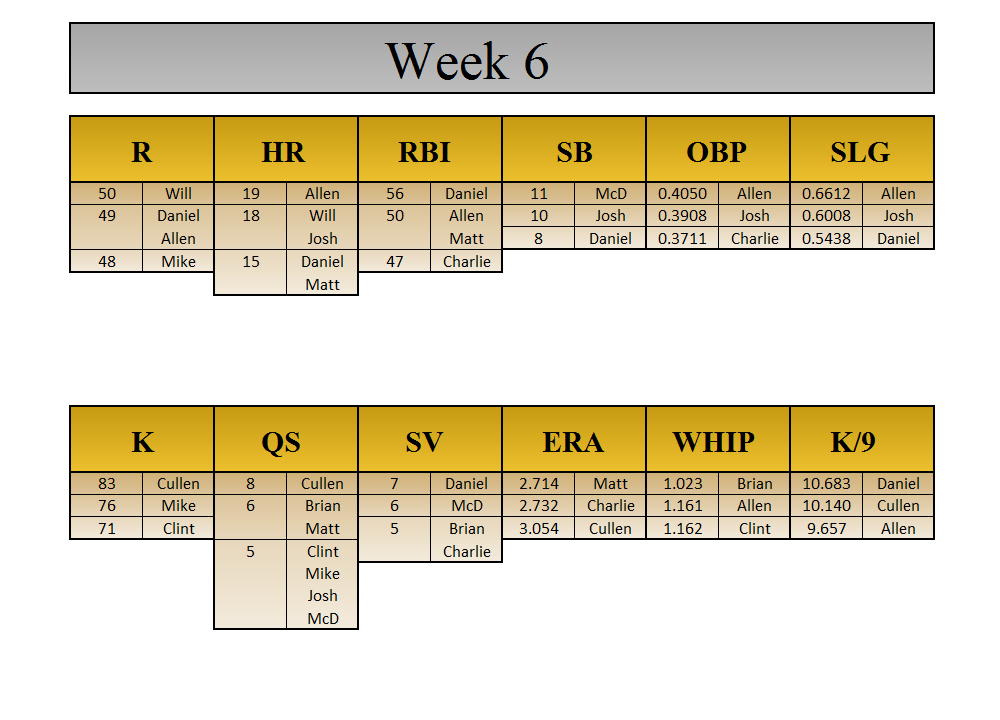 Week 6
R HR RBI SB OBP SLG
50 Will 19 Allen 56 Daniel 11 McD 0.4050 Allen 0.6612 Allen
49 Daniel 18 Will 50 Allen 10 Josh 0.3908 Josh 0.6008 Josh
Allen Josh Matt 8 Daniel 0.3711 Charlie 0.5438 Daniel
48 Mike 15 Daniel 47 Charlie
Matt
K QS SV ERA WHIP K/9
83 Cullen 8 Cullen 7 Daniel 2.714 Matt 1.023 Brian 10.683 Daniel
76 Mike 6 Brian 6 McD 2.732 Charlie 1.161 Allen 10.140 Cullen
71 Clint Matt 5 Brian 3.054 Cullen 1.162 Clint 9.657 Allen
5 Clint Charlie
Mike
Josh
McD